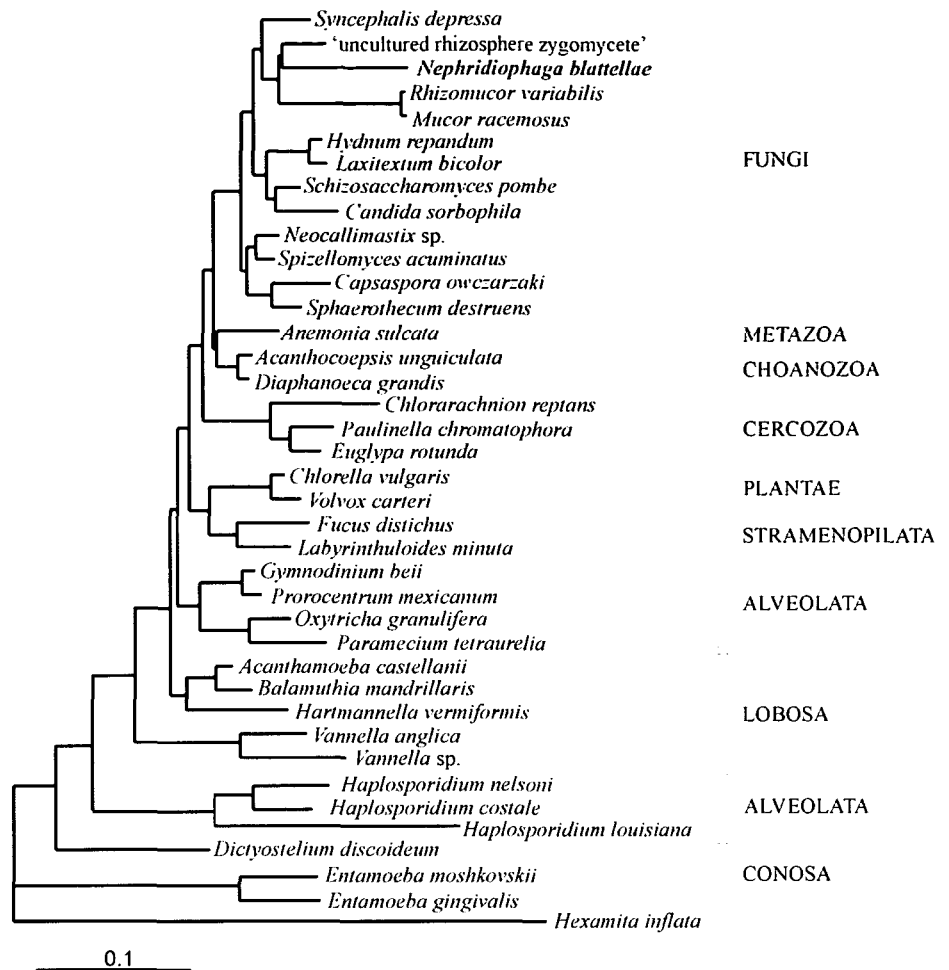 Syncephalis depressa
'uncultured rhizosphere zygomycete'
Nephridiophaga blattellae
Rhizomucor variabilis
Mucor racemosus
Hydnum repandum
FUNGI
Laxitextum bicolor
Schizosaccharomyces pombe
Candida sorbophila
Neocallimastix sp.
Spizellomyces acuminatus
Capsaspora owczarzaki
Sphaerothecum destruens
Anemonia sulcata
METAZOA
Acanthocoepsis unguiculata
CHOANOZOA
Diaphanoeca grandis
Chlorarachnion reptans
Paulinella chromatophora
CERCOZOA
Euglypa rotunda
Chlorella vulgaris
PLANTAE
Volvox carteri
Fucus distichus
STRAMENOPILATA
Labyrinthuloides minuta
Gymnodinium beii
Prorocentrum mexicanum
ALVEOLATA
Oxytricha granulifera
Paramecium tetraurelia
Acanthamoeba castellanii
Balamuthia mandrillaris
Hartmannella vermiformis
LOBOSA
Vannella anglica
Vannella sp.
Haplosporidium nelsoni
Haplosporidium costale
ALVEOLATA
Haplosporidium louisiana
Dictyostelium discoideum
CONOSA
Entamoeba moshkovskii
Entamoeba gingivalis
Hexamita inflata
0.1